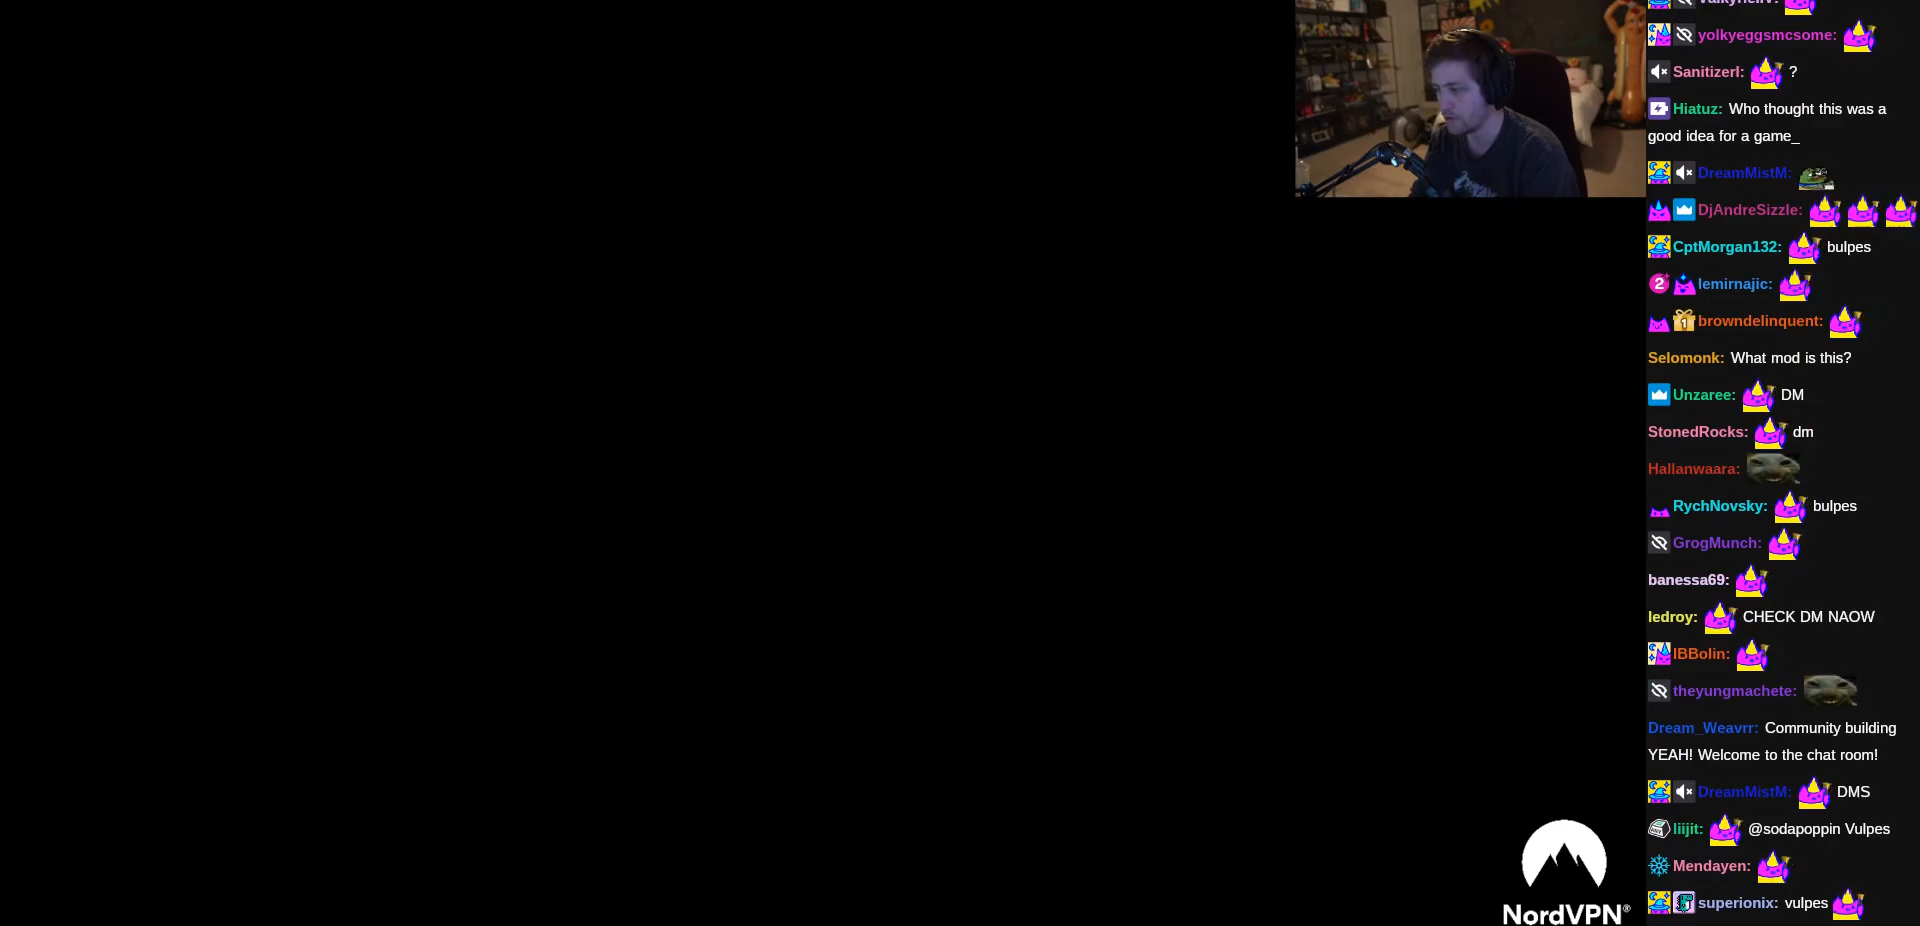 yolkyeggsmcsome:
Sanitizerl: ?
Hiatuz: Who thought this was a
good idea for a game_
DreamMistM:
DjAndreSizzle:
CptMorgan132: bulpes
lemirnajic:
browndelinquent:
Selomonk: What mod is this?
Unzaree: DM
StonedRocks: dm
Hallanwaara:
RychNovsky: bulpes
GrogMunch:
banessa69:
ledroy: CHECK DM NAOW
IBBolin:
theyungmachete:
Dream_Weavrr: Community building
YEAH! Welcome to the chat room!
DreamMistM: DMS
liijit: @sodapoppin Vulpes
Mendayen:
superionix: vulpes
NordVPN®